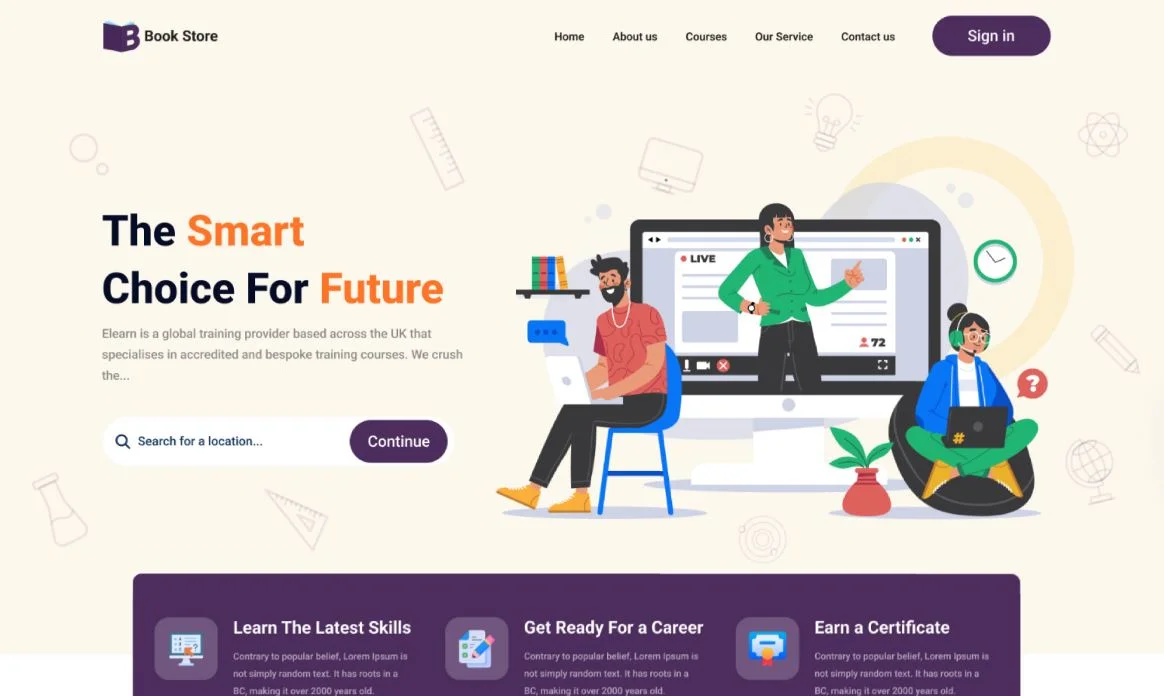 Book Store
Home
About us
Courses
Our Service
Contact us
Sign in
The Smart
Choice For Future
Elearn is a global training provider based across the UK that
specialises in accredited and bespoke training courses. We crush
the...
Search for a location...
Continue
LIVE
72
?
#
Learn The Latest Skills
Contrary to popular belief, Lorem Ipsum is
not simply random text. It has roots in a
BC, making it over 2000 years old.
Get Ready For a Career
Contrary to popular belief, Lorem Ipsum is
not simply random text. It has roots in a
BC, making it over 2000 years old.
Earn a Certificate
Contrary to popular belief, Lorem Ipsum is
not simply random text. It has roots in a
BC, making it over 2000 years old.